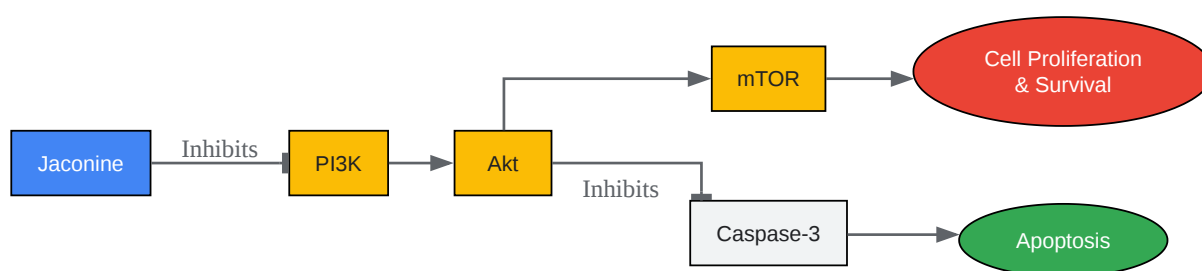 Jaconine
Inhibits
PI3K
Akt
Inhibits
mTOR
Cell Proliferation
& Survival
Caspase-3
Apoptosis